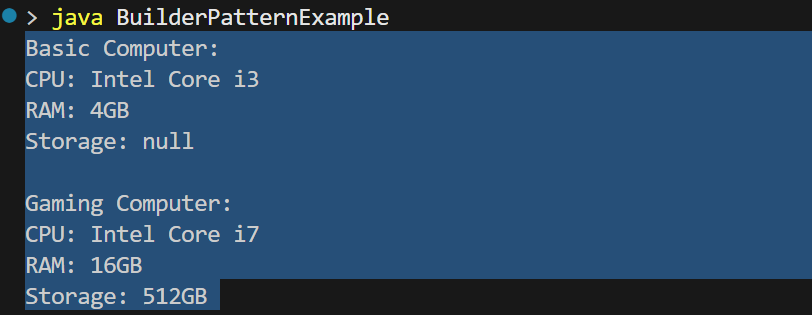 > java BuilderPatternExample
Basic Computer:
CPU: Intel Core i3
RAM: 4GB
Storage: null
Gaming Computer:
CPU: Intel Core i7
RAM: 16GB
Storage: 512GB